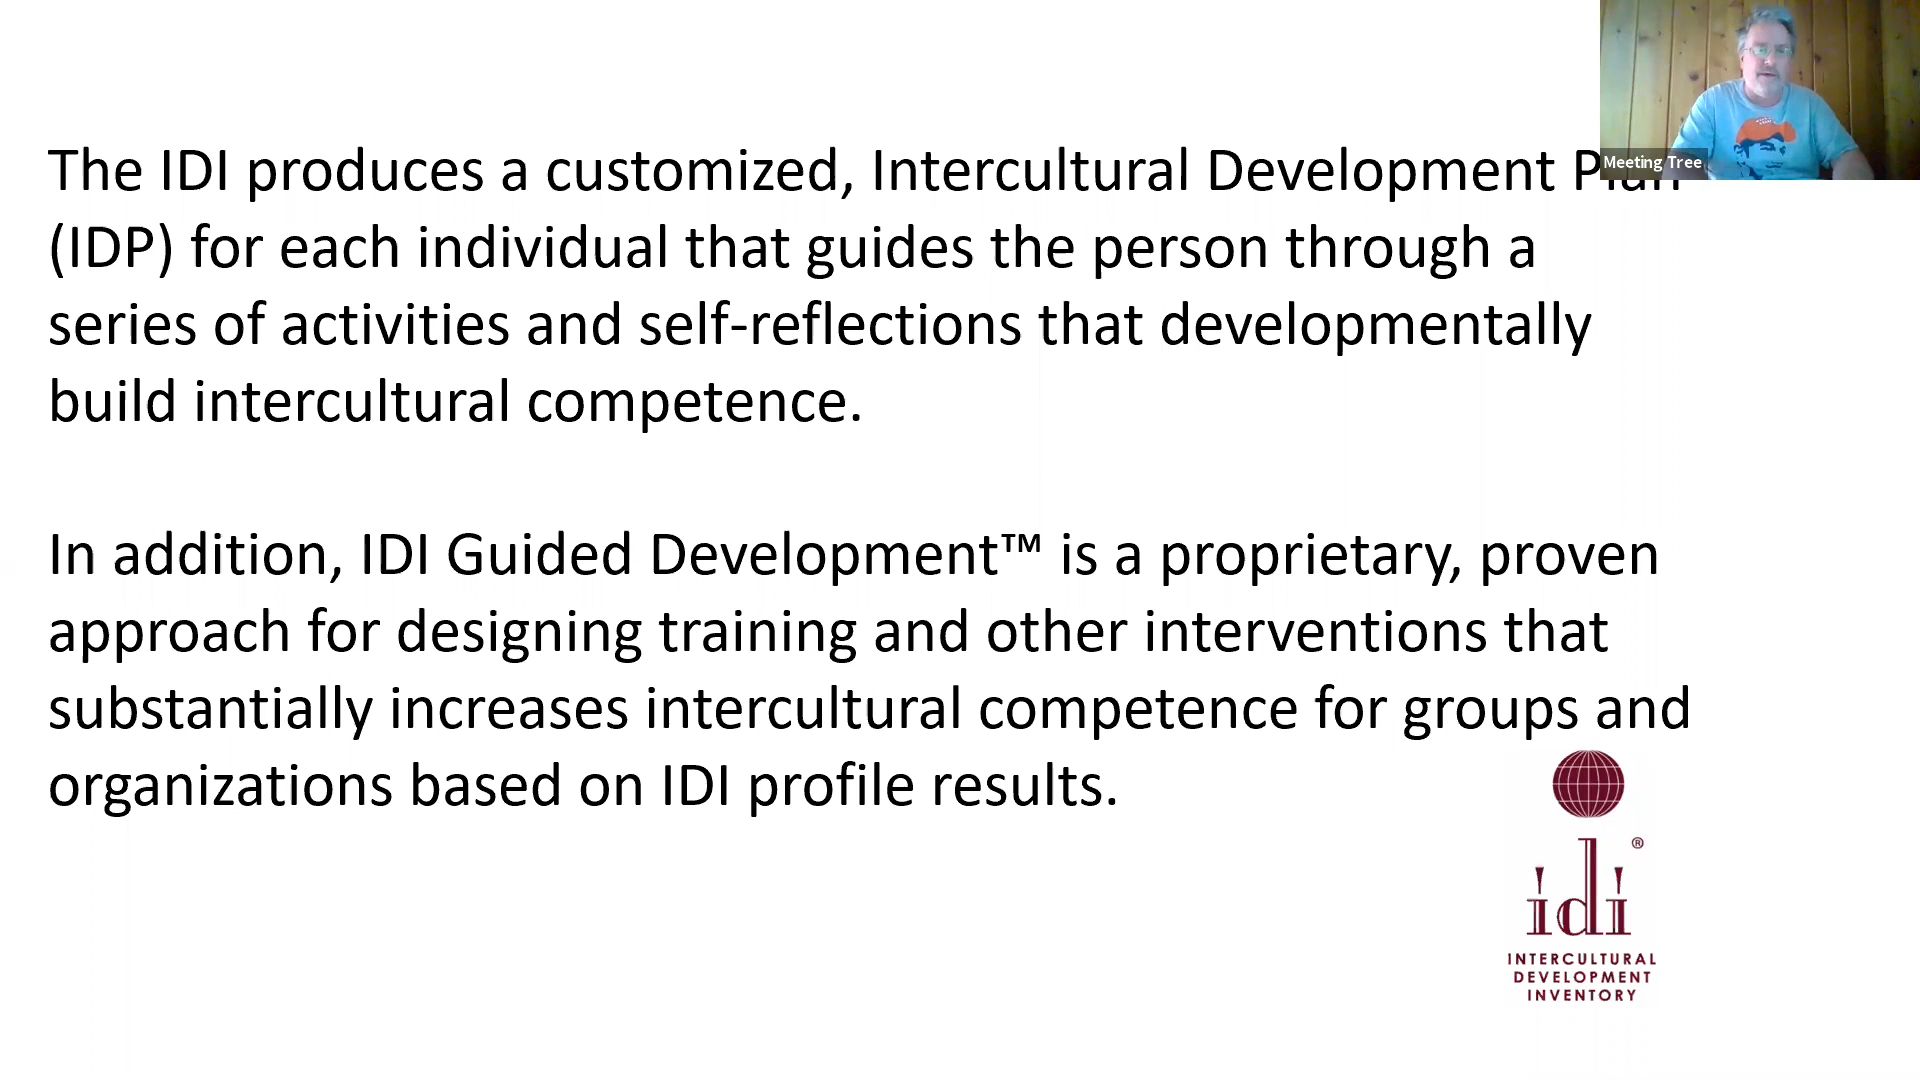 The IDI produces a customized, Intercultural Development Plan
(IDP) for each individual that guides the person through a
series of activities and self-reflections that developmentally
build intercultural competence.
In addition, IDI Guided Development™ is a proprietary, proven
approach for designing training and other interventions that
substantially increases intercultural competence for groups and
organizations based on IDI profile results.
Meeting Tree
idi®
INTERCULTURAL
DEVELOPMENT
INVENTORY